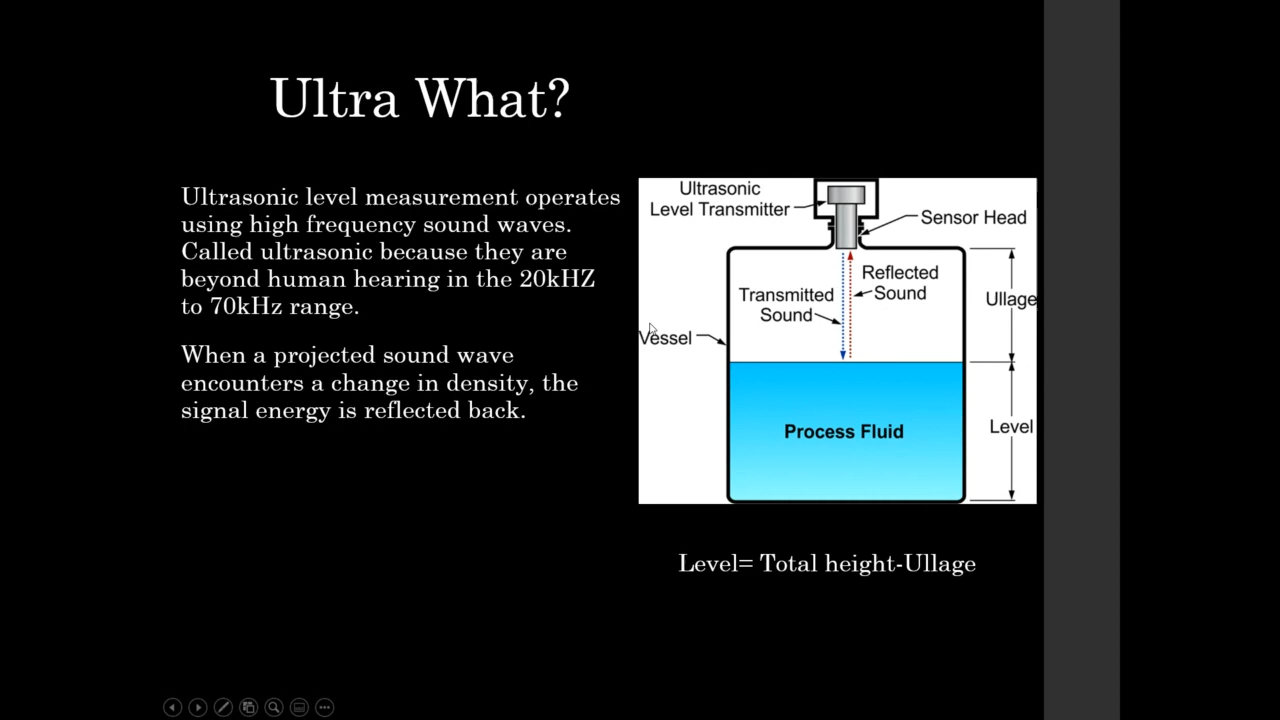 Ultra What?
Ultrasonic level measurement operates
using high frequency sound waves.
Called ultrasonic because they are
beyond human hearing in the 20kHZ
to 70kHz range.
When a projected sound wave
encounters a change in density, the
signal energy is reflected back.
Ultrasonic
Level Transmitter
Sensor Head
Reflected
Sound
Transmitted
Sound
Vessel
Ullage
Process Fluid
Level
Level= Total height-Ullage